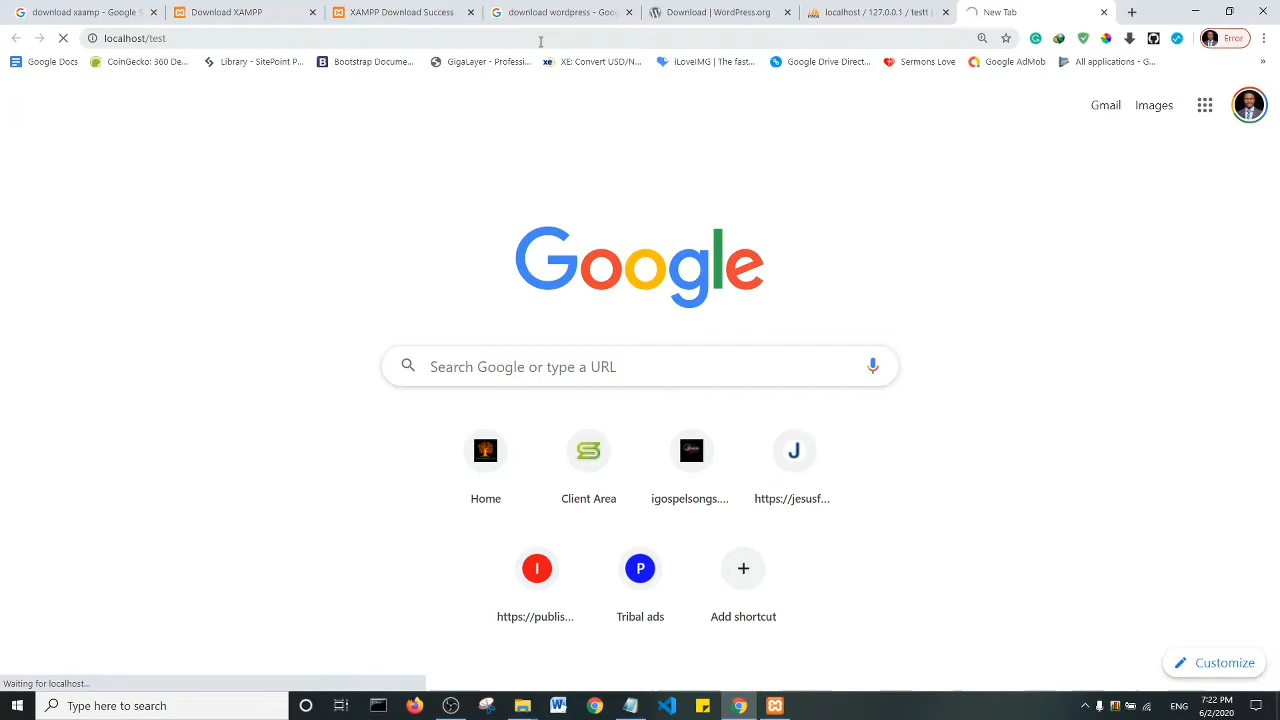 download xaamp - Google S
Download XAMPP
XAMPP Download Success
download wordpress - Goog
Download | WordPress.org
localhost / 127.0.0.1 / testt |
New Tab
localhost/test
Error
Google Docs
CoinGecko: 360 De...
Library - SitePoint P...
Bootstrap Docume...
GigaLayer - Professi...
XE: Convert USD/N...
iLoveIMG | The fast...
Google Drive Direct...
Sermons Love
Google AdMob
All applications - G...
»
Gmail
Images
Google
Search Google or type a URL
Home
Client Area
igospelsongs....
J
https://jesusf...
I
https://publis...
P
Tribal ads
Add shortcut
Customize
Waiting for localhost...
Type here to search
ENG
7:22 PM
6/2/2020